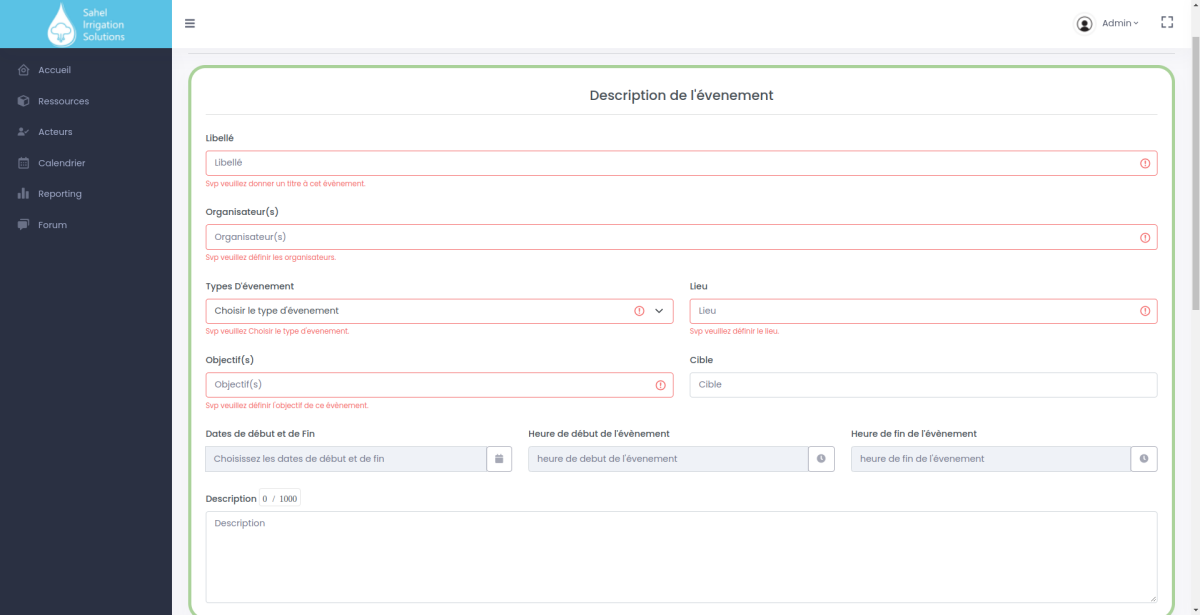 Sahel
Irrigation
Solutions
Admin
Accueil
Ressources
Acteurs
Calendrier
Reporting
Forum
Description de l'évenement
Libellé
Libellé
Svp veuillez donner un titre à cet évènement.
Organisateur(s)
Organisateur(s)
Svp veuillez définir les organisateurs.
Types D'évenement Lieu
Choisir le type d'évenement Lieu
Svp veuillez Choisir le type d'evenement. Svp veuillez définir le lieu.
Objectif(s) Cible
Objectif(s) Cible
Svp veuillez définir l'objectif de ce évènement.
Dates de début et de Fin Heure de début de l'évènement Heure de fin de l'évènement
Choisissez les dates de début et de fin heure de debut de l'évenement heure de fin de l'évenement
Description 0 / 1000
Description